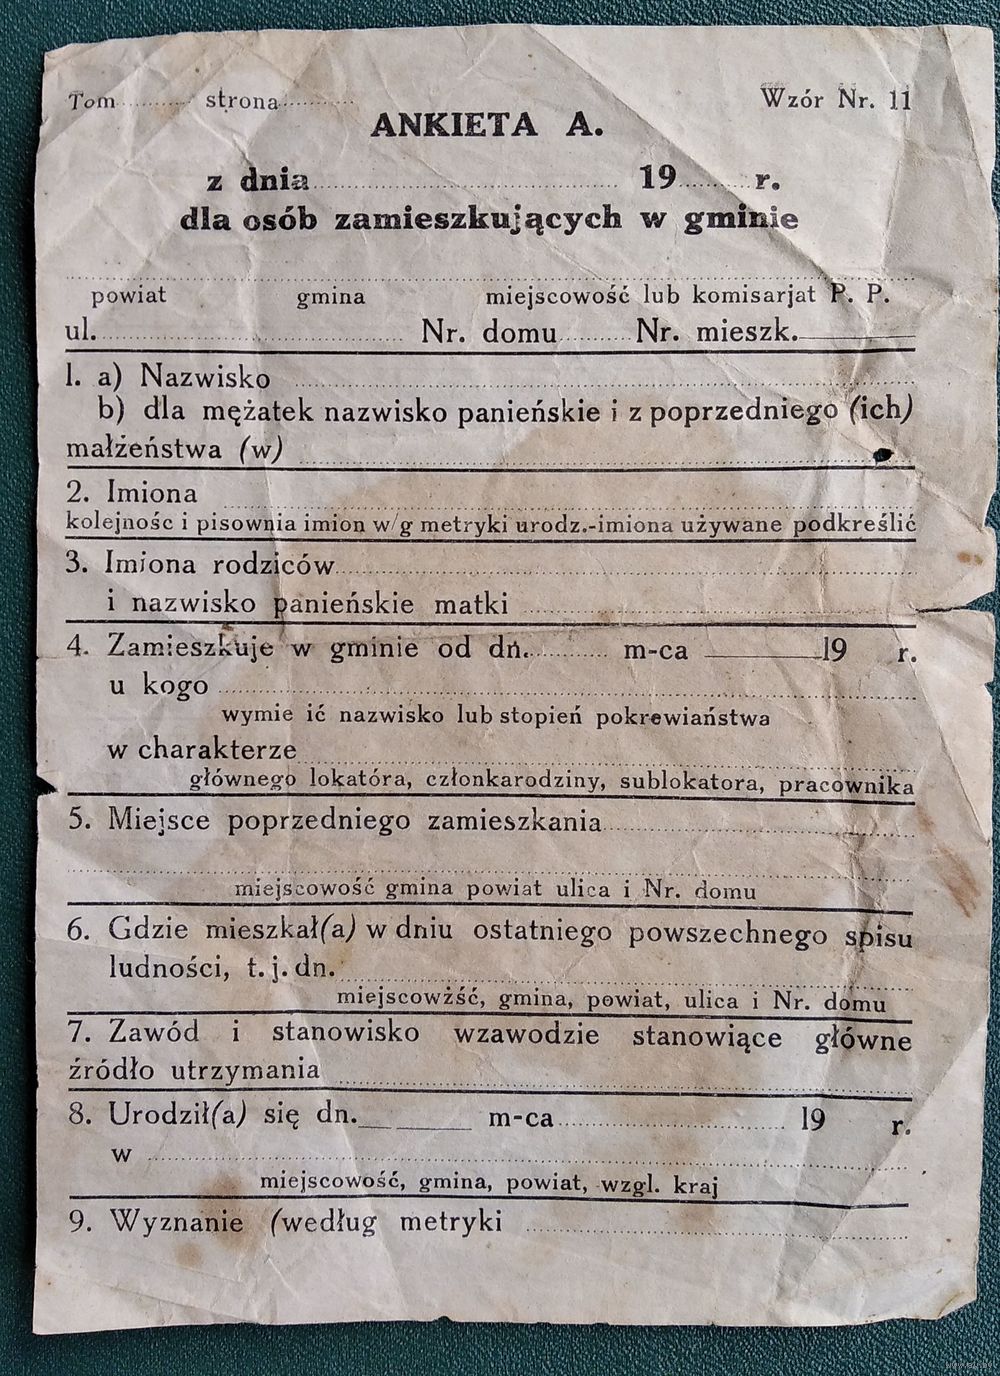 Tom strona Wzór Nr. 11
ANKIETA A.
z dnia 19 r.
dla osób zamieszkujących w gminie
powiat gmina miejscowość lub komisarjat P. P.
ul. Nr. domu Nr. mieszk.
1. a) Nazwisko
b) dla mężatek nazwisko panieńskie i z poprzedniego (ich)
małżeństwa (w)
2. Imiona
kolejnośc i pisownia imion w/g metryki urodz.-imiona używane podkreślić
3. Imiona rodziców
i nazwisko panieńskie matki
4. Zamieszkuje w gminie od dn. m-ca 19 r.
u kogo
wymie ić nazwisko lub stopień pokrewiaństwa
w charakterze
głównego lokatóra, członkarodziny, sublokatora, pracownika
5. Miejsce poprzedniego zamieszkania
miejscowość gmina powiat ulica i Nr. domu
6. Gdzie mieszkał(a) w dniu ostatniego powszechnego spisu
ludności, t. j. dn.
miejscowżść, gmina, powiat, ulica i Nr. domu
7. Zawód i stanowisko wzawodzie stanowiące główne
źródło utrzymania
8. Urodził(a) się dn. m-ca 19 r.
w
miejscowość, gmina, powiat, wzgl. kraj
9. Wyznanie (według metryki